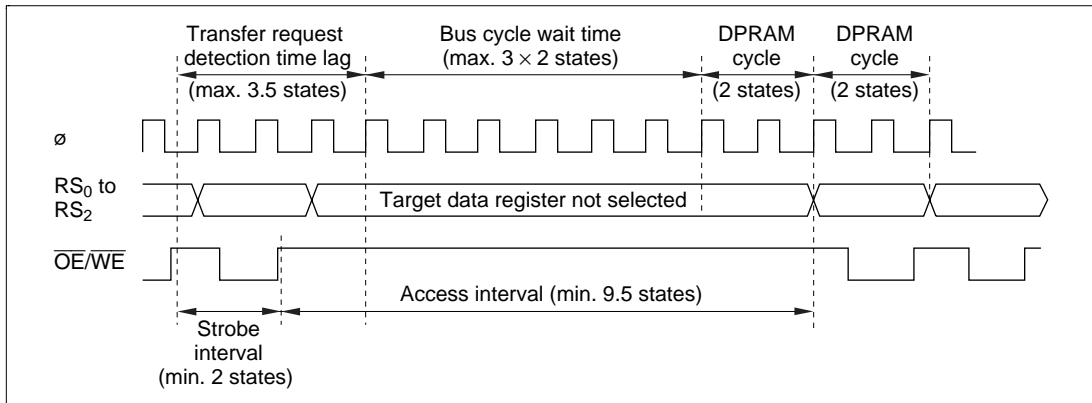 Transfer request
detection time lag
(max. 3.5 states)
Bus cycle wait time
(max. 3 × 2 states)
DPRAM
cycle
(2 states)
DPRAM
cycle
(2 states)
ø
RS0 to
RS2
Target data register not selected
OE/WE
Access interval (min. 9.5 states)
Strobe
interval
(min. 2 states)